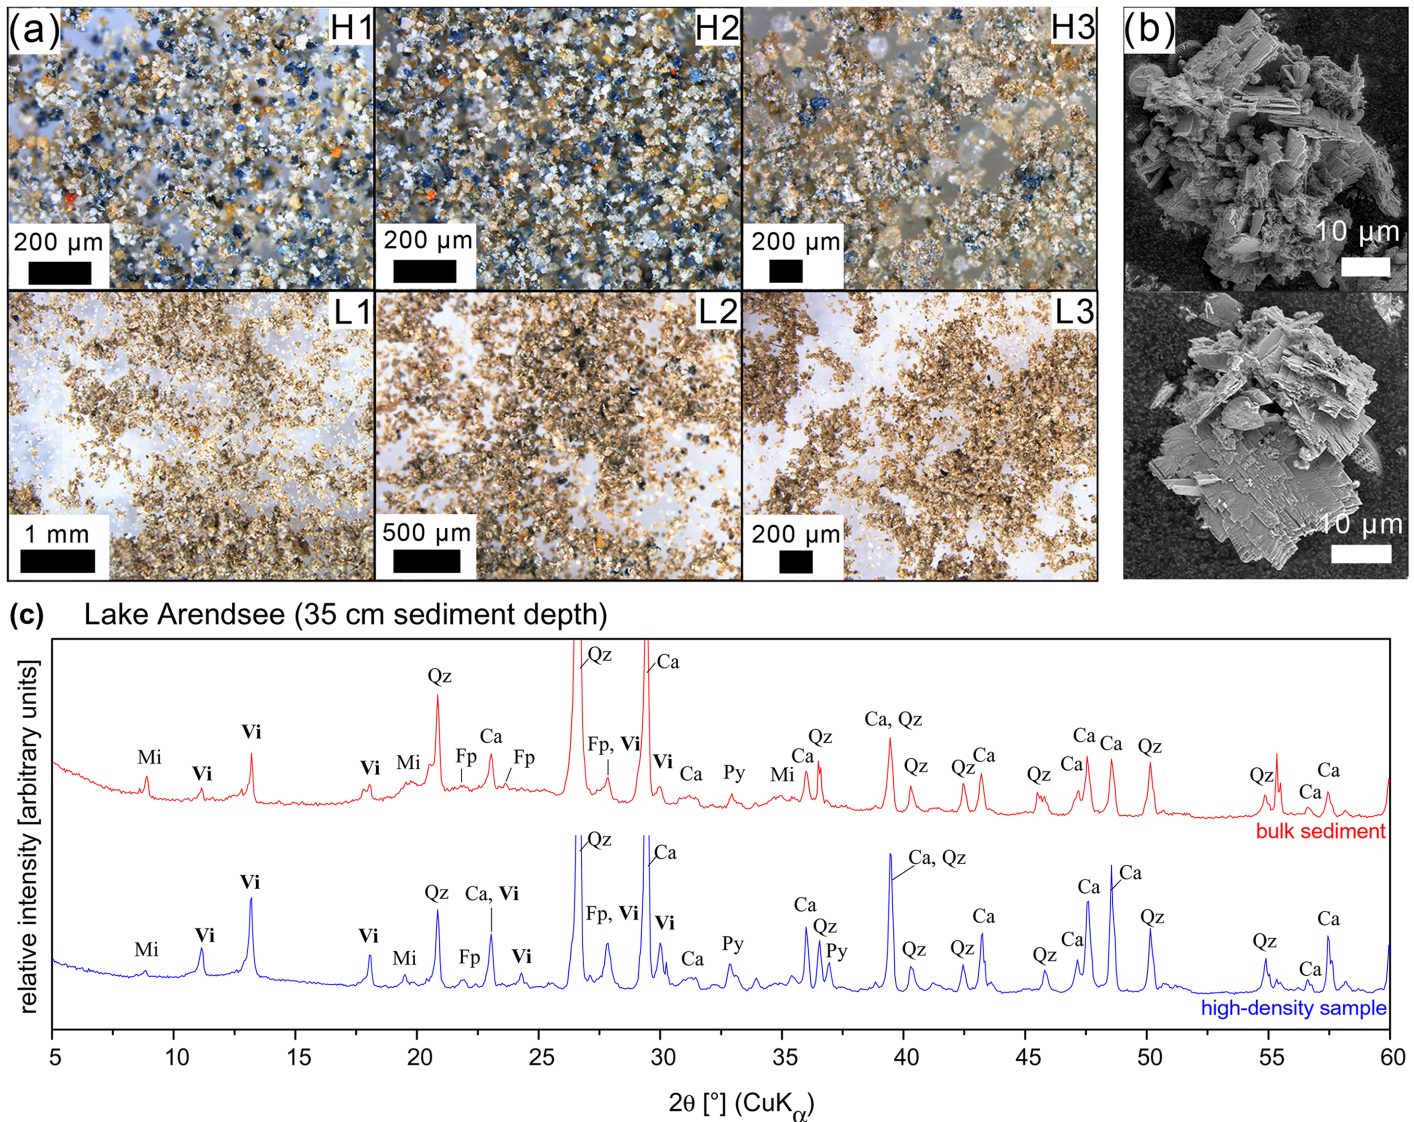 (a)
H1
H2
H3
(b)
200 μm
200 μm
200 μm
10 μm
L1
L2
L3
1 mm
500 μm
200 μm
10 μm
(c) Lake Arendsee (35 cm sediment depth)
relative intensity [arbitrary units]
Mi
Vi
Vi
Vi
Mi
Qz
Fp
Ca
Fp
Qz
Fp, Vi
Ca
Vi
Ca
Py
Mi
Ca
Qz
Ca, Qz
Qz
Qz
Ca
Qz
Ca
Ca
Qz
Qz
Ca
Ca
bulk sediment
Mi
Vi
Vi
Vi
Mi
Qz
Fp
Ca, Vi
Vi
Qz
Fp, Vi
Ca
Vi
Ca
Py
Ca
Qz
Py
Ca, Qz
Qz
Qz
Ca
Qz
Ca
Ca
Ca
Qz
Qz
Ca
Ca
high-density sample
5 10 15 20 25 30 35 40 45 50 55 60
2θ [°] (CuKα)